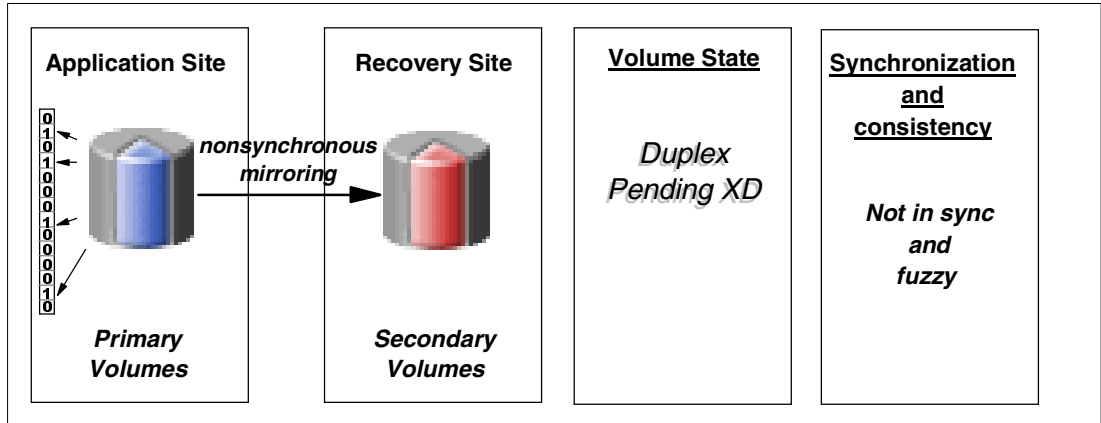 Application Site
0
1
0
1
0
0
0
1
0
0
0
0
1
0
Primary
Volumes
nonsynchronous
mirroring
Recovery Site
Secondary
Volumes
Volume State
Duplex
Pending XD
Synchronization
and
consistency
Not in sync
and
fuzzy